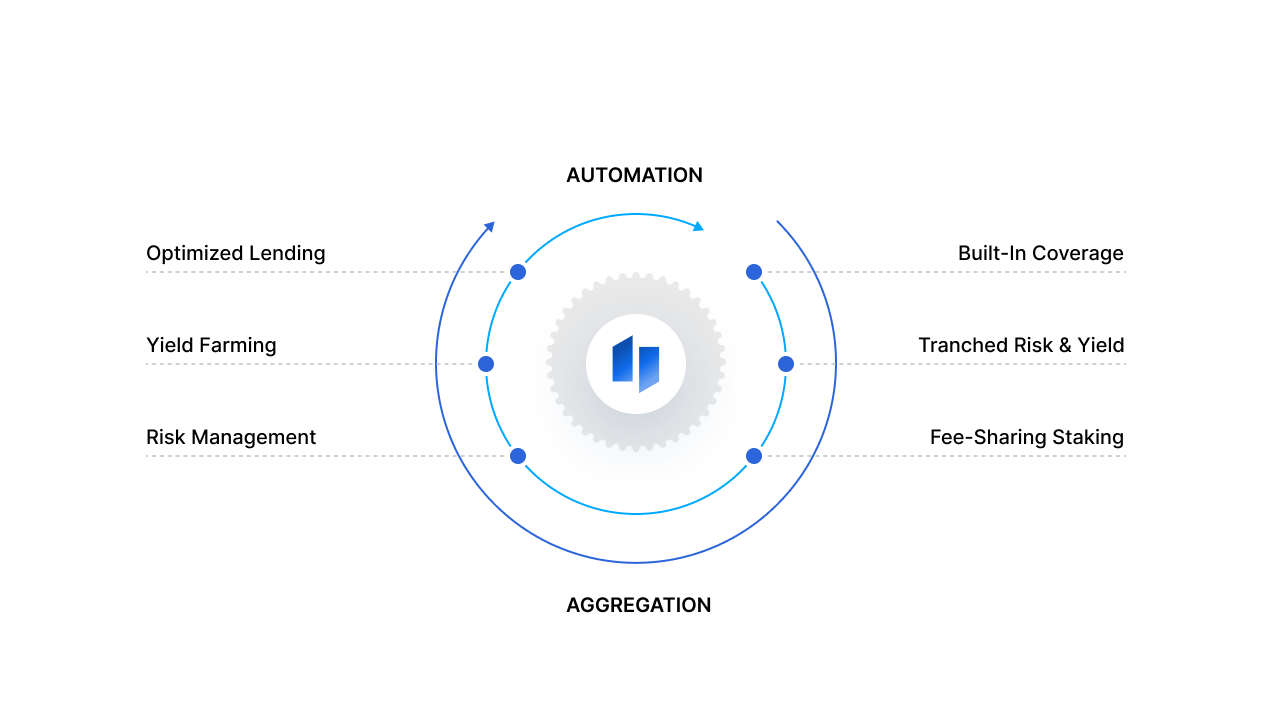 AUTOMATION
Optimized Lending
Built-In Coverage
Yield Farming
Tranched Risk & Yield
Risk Management
Fee-Sharing Staking
AGGREGATION